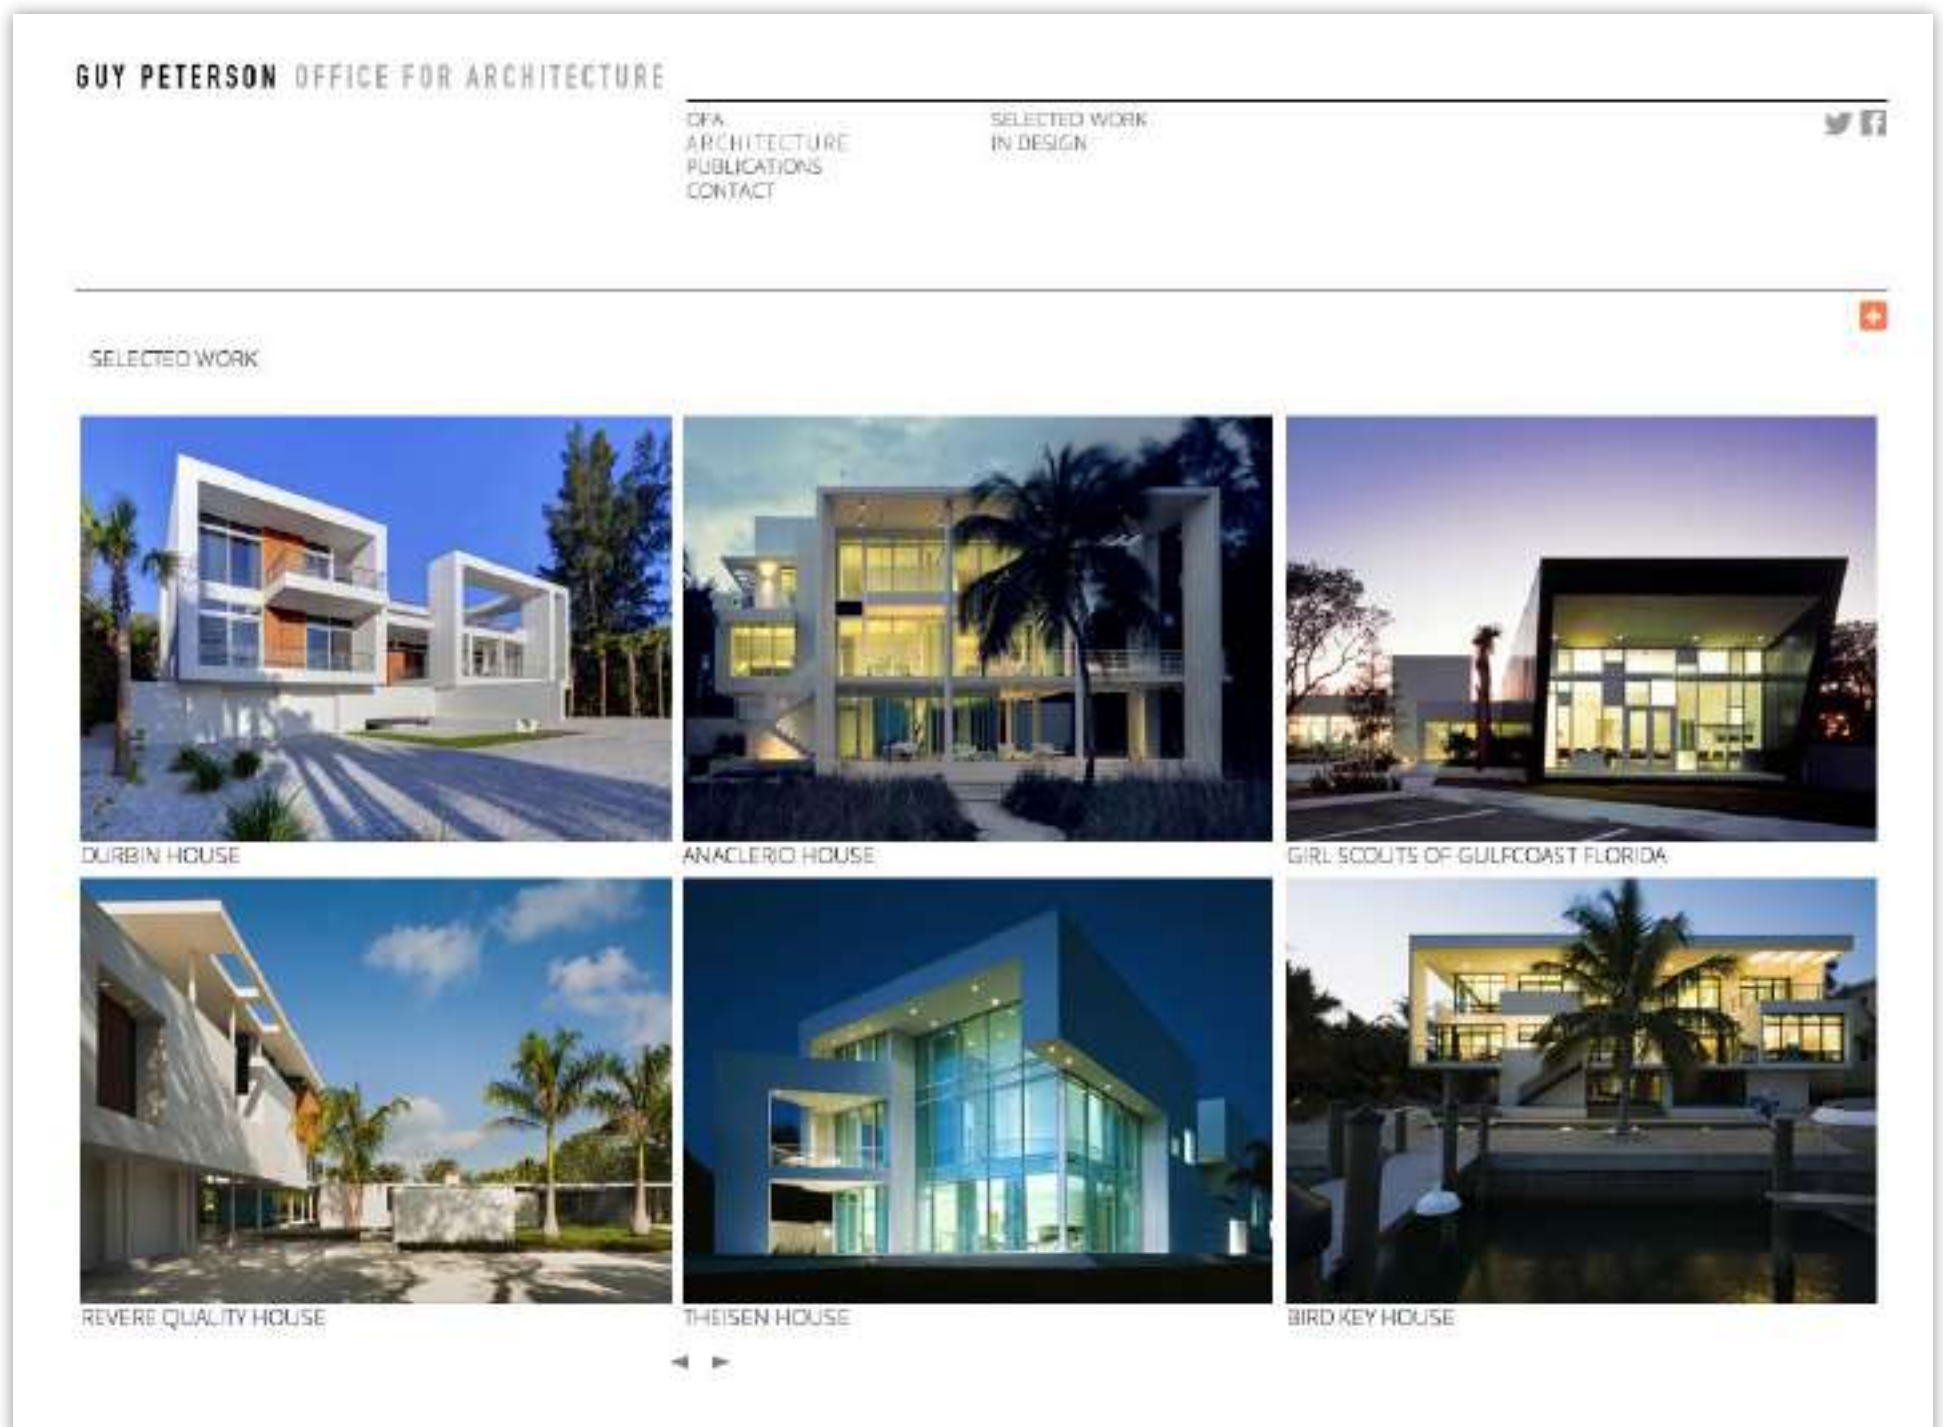 GUY PETERSON OFFICE FOR ARCHITECTURE
OFA
ARCHITECTURE
PUBLICATIONS
CONTACT
SELECTED WORK
IN DESIGN
SELECTED WORK
DURBIN HOUSE
ANACLERIO HOUSE
GIRL SCOUTS OF GULFCOAST FLORIDA
REVERE QUALITY HOUSE
THEISEN HOUSE
BIRD KEY HOUSE